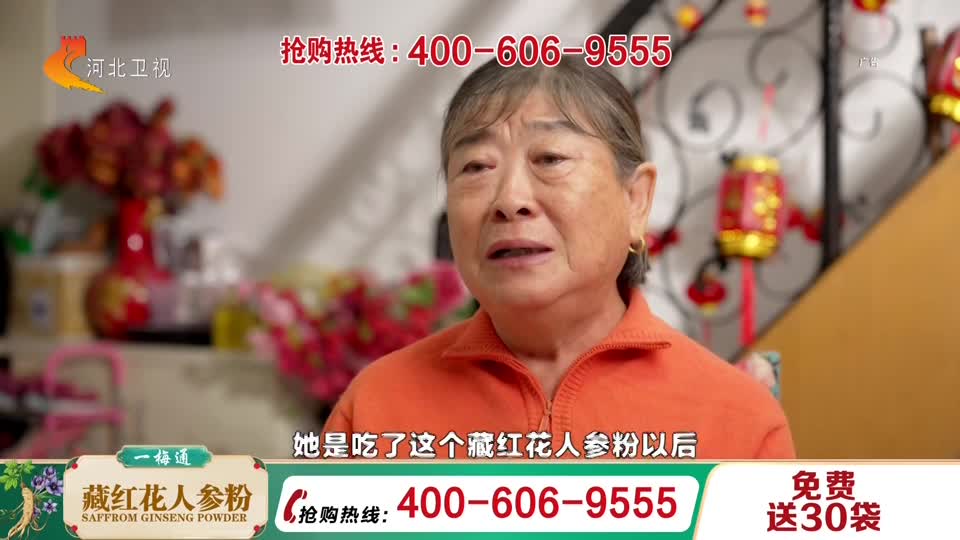 抢购热线：400-606-9555
河北卫视
广告
她是吃了这个藏红花人参粉以后
一梅通
藏红花人参粉
SAFFROM GINSENG POWDER
抢购热线：400-606-9555
免费
送30袋